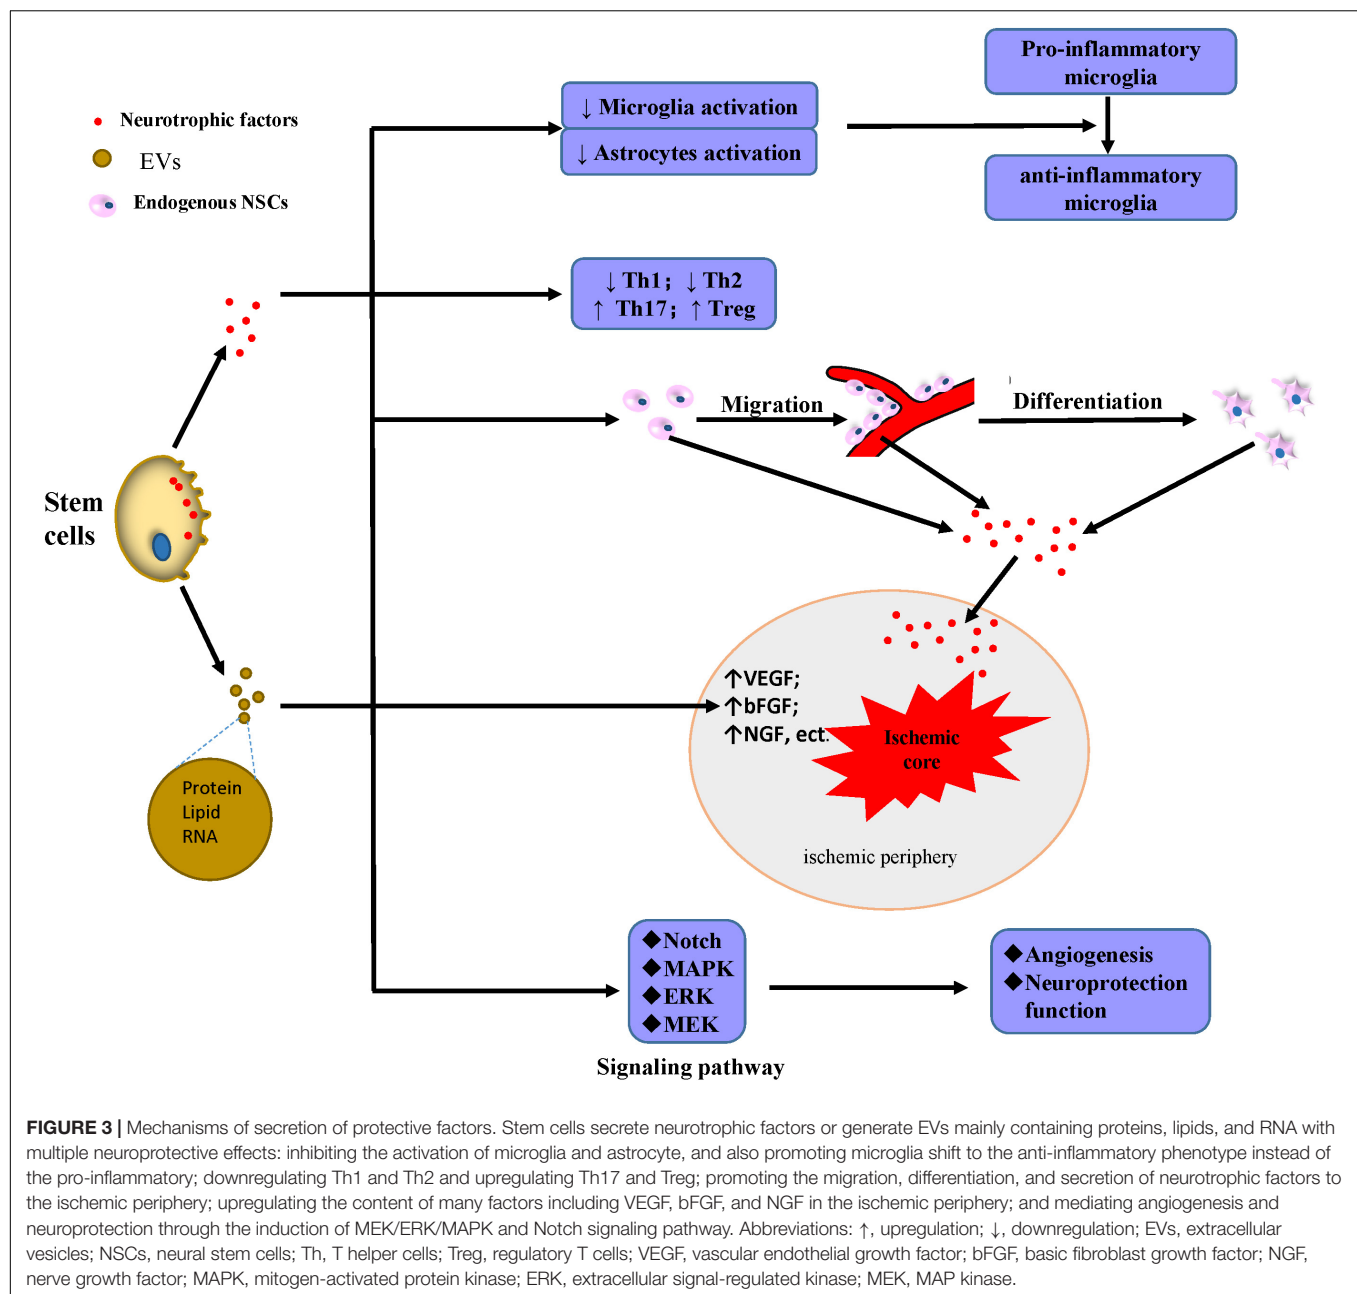 Neurotrophic factors
EVs
Endogenous NSCs
↓ Microglia activation
↓ Astrocytes activation
Pro-inflammatory
microglia
anti-inflammatory
microglia
↓ Th1; ↓ Th2
↑ Th17; ↑ Treg
Migration
Differentiation
Stem
cells
↑VEGF;
↑bFGF;
↑NGF, ect.
Ischemic
core
ischemic periphery
Protein
Lipid
RNA
◆Notch
◆MAPK
◆ERK
◆MEK
Signaling pathway
◆Angiogenesis
◆Neuroprotection
function
FIGURE 3 | Mechanisms of secretion of protective factors. Stem cells secrete neurotrophic factors or generate EVs mainly containing proteins, lipids, and RNA with
multiple neuroprotective effects: inhibiting the activation of microglia and astrocyte, and also promoting microglia shift to the anti-inflammatory phenotype instead of
the pro-inflammatory; downregulating Th1 and Th2 and upregulating Th17 and Treg; promoting the migration, differentiation, and secretion of neurotrophic factors to
the ischemic periphery; upregulating the content of many factors including VEGF, bFGF, and NGF in the ischemic periphery; and mediating angiogenesis and
neuroprotection through the induction of MEK/ERK/MAPK and Notch signaling pathway. Abbreviations: ↑, upregulation; ↓, downregulation; EVs, extracellular
vesicles; NSCs, neural stem cells; Th, T helper cells; Treg, regulatory T cells; VEGF, vascular endothelial growth factor; bFGF, basic fibroblast growth factor; NGF,
nerve growth factor; MAPK, mitogen-activated protein kinase; ERK, extracellular signal-regulated kinase; MEK, MAP kinase.